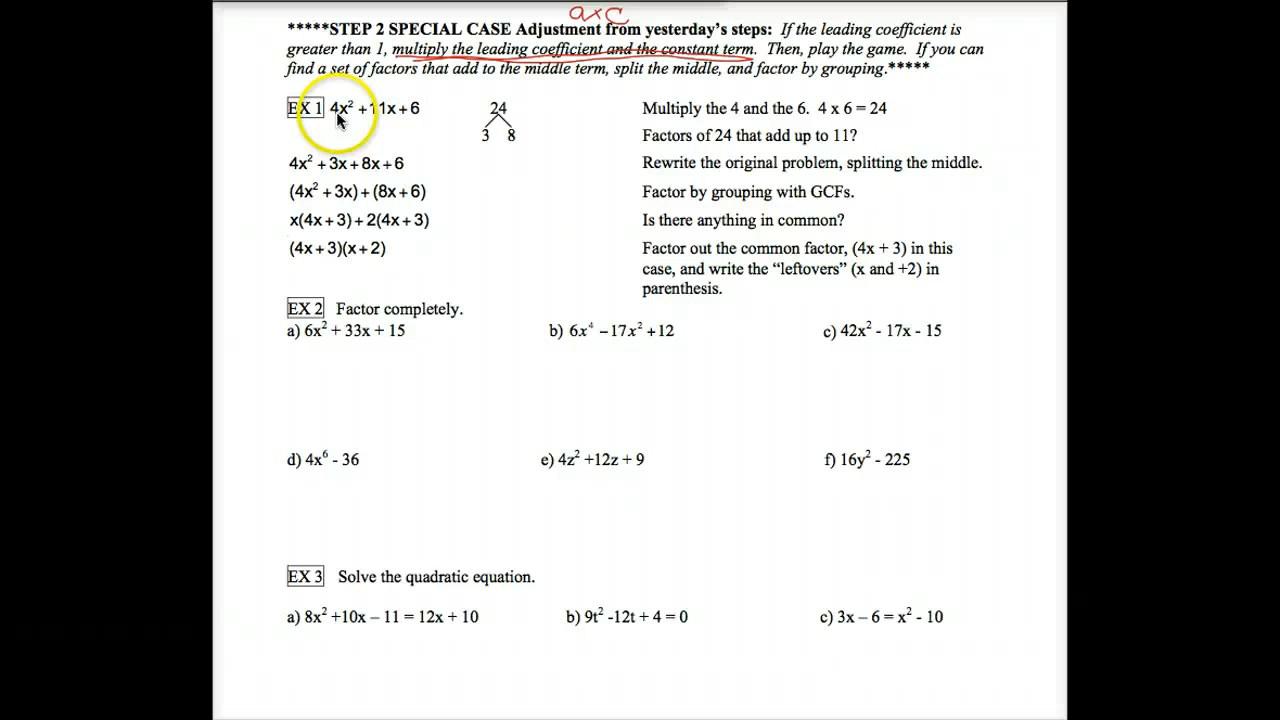 a×c
*****STEP 2 SPECIAL CASE Adjustment from yesterday's steps: If the leading coefficient is
greater than 1, multiply the leading coefficient and the constant term. Then, play the game. If you can
find a set of factors that add to the middle term, split the middle, and factor by grouping.*****
EX 1 4x² + 11x + 6 24 Multiply the 4 and the 6. 4 x 6 = 24
3 8 Factors of 24 that add up to 11?
4x² + 3x + 8x + 6 Rewrite the original problem, splitting the middle.
(4x² + 3x) + (8x + 6) Factor by grouping with GCFs.
x(4x + 3) + 2(4x + 3) Is there anything in common?
(4x + 3)(x + 2) Factor out the common factor, (4x + 3) in this
case, and write the "leftovers" (x and +2) in
parenthesis.
EX 2 Factor completely.
a) 6x² + 33x + 15 b) 6x⁴ − 17x² + 12 c) 42x² - 17x - 15
d) 4x⁶ - 36 e) 4z² +12z + 9 f) 16y² - 225
EX 3 Solve the quadratic equation.
a) 8x² +10x – 11 = 12x + 10 b) 9t² -12t + 4 = 0 c) 3x – 6 = x² - 10